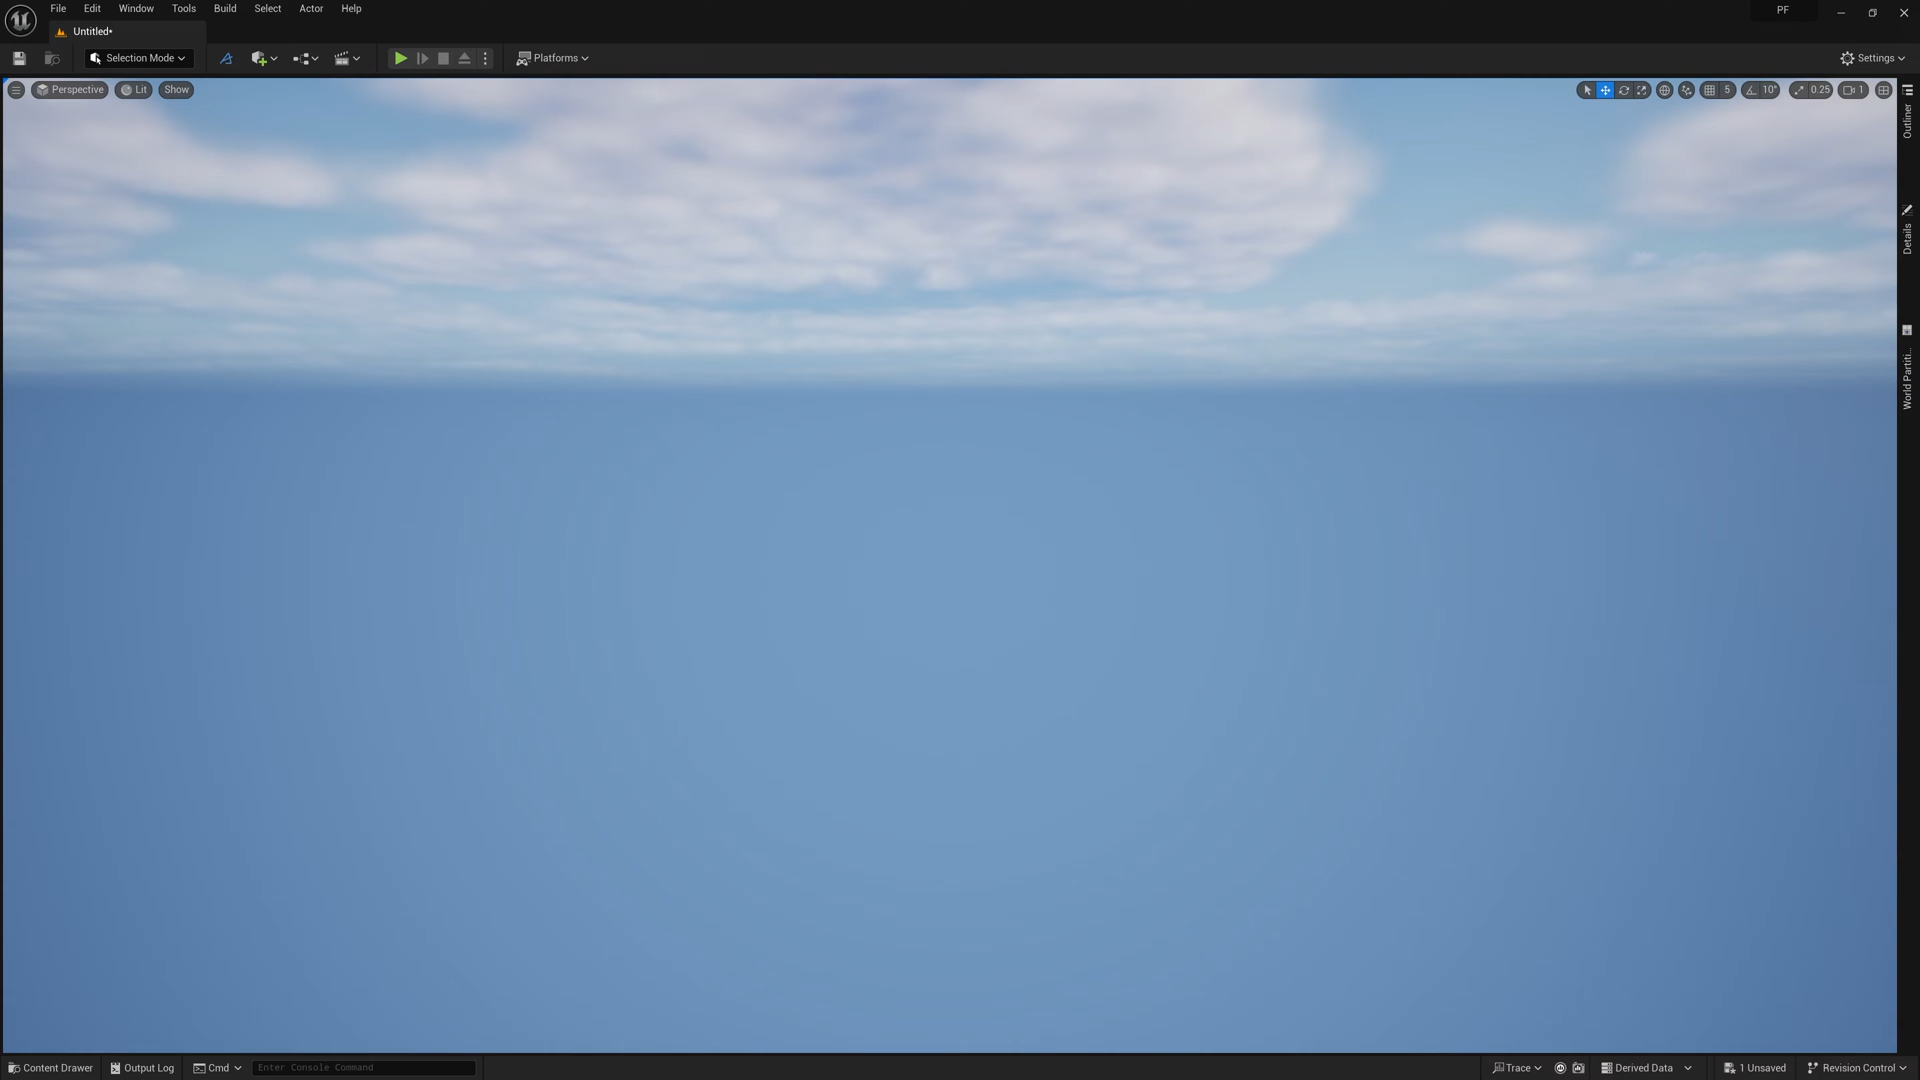 File Edit Window Tools Build Select Actor Help
PF
Untitled*
Selection Mode
Platforms
Settings
Perspective Lit Show
5 10° 0.25 1
Outliner
Details
World Partiti...
Content Drawer Output Log Cmd Enter Console Command
Trace Derived Data 1 Unsaved Revision Control